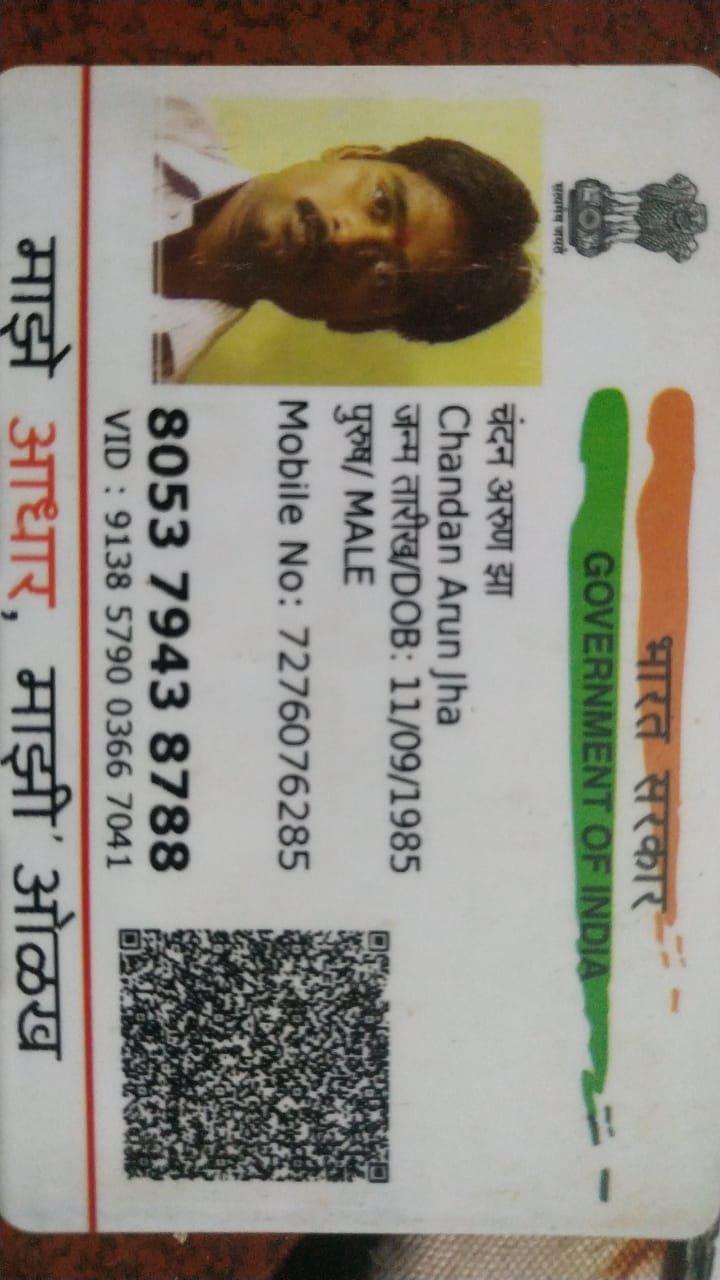 भारत सरकार
GOVERNMENT OF INDIA
सत्यमेव जयते
चंदन अरुण झा
Chandan Arun Jha
जन्म तारीख/DOB: 11/09/1985
पुरुष/ MALE
Mobile No: 7276076285
8053 7943 8788
VID : 9138 5790 0366 7041
माझे आधार, माझी ओळख